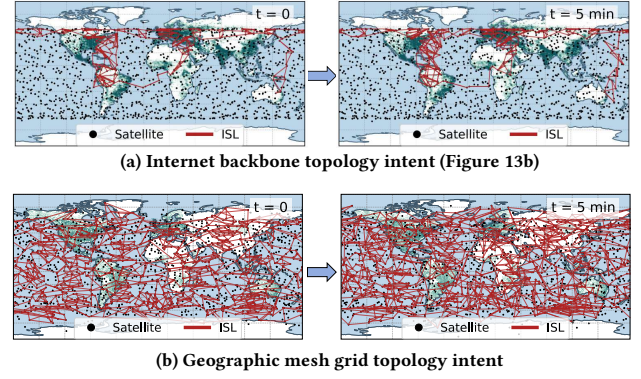 t = 0
t = 5 min
Satellite ISL
Satellite ISL
(a) Internet backbone topology intent (Figure 13b)
t = 0
t = 5 min
Satellite ISL
Satellite ISL
(b) Geographic mesh grid topology intent